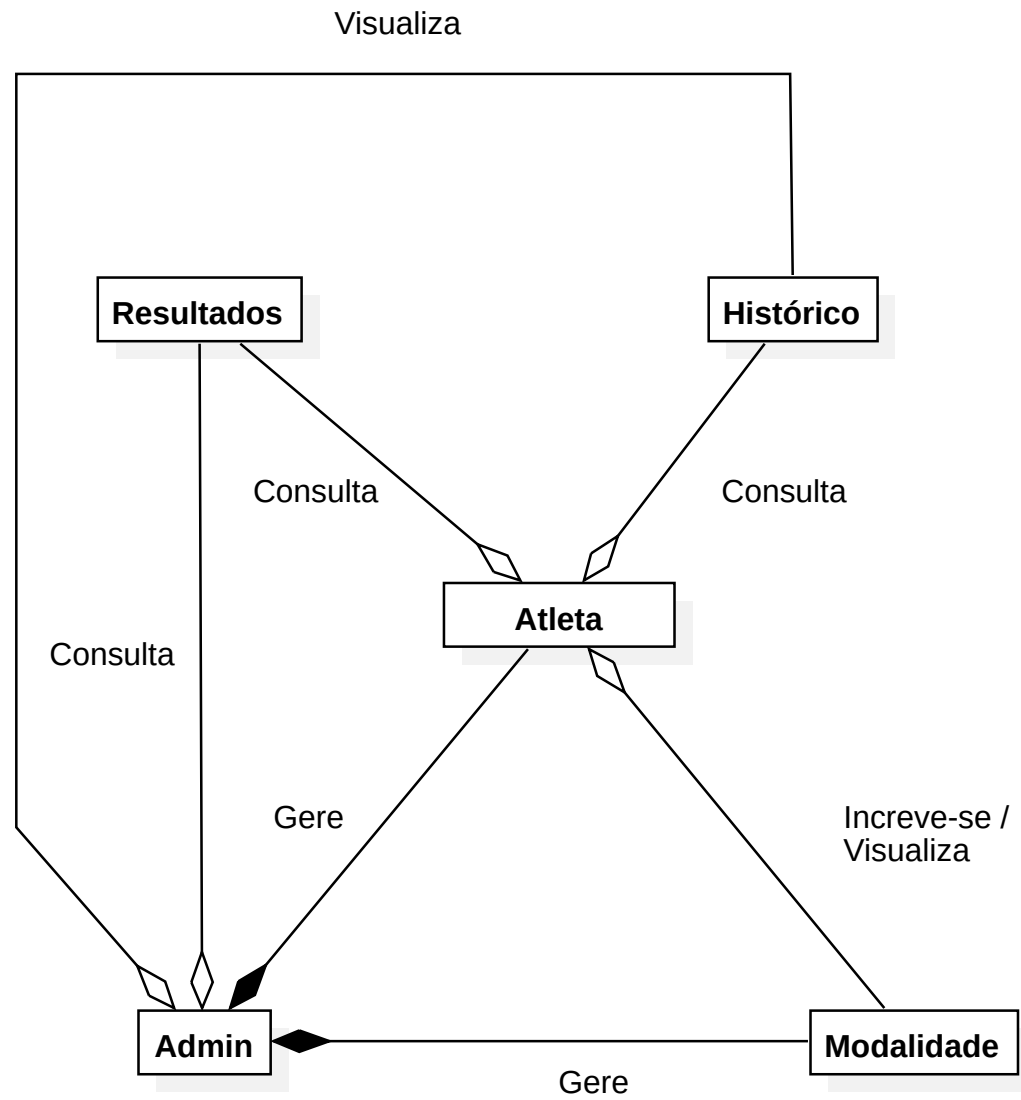 Visualiza
Resultados
Histórico
Consulta
Consulta
Atleta
Consulta
Gere
Increve-se /
Visualiza
Admin
Modalidade
Gere